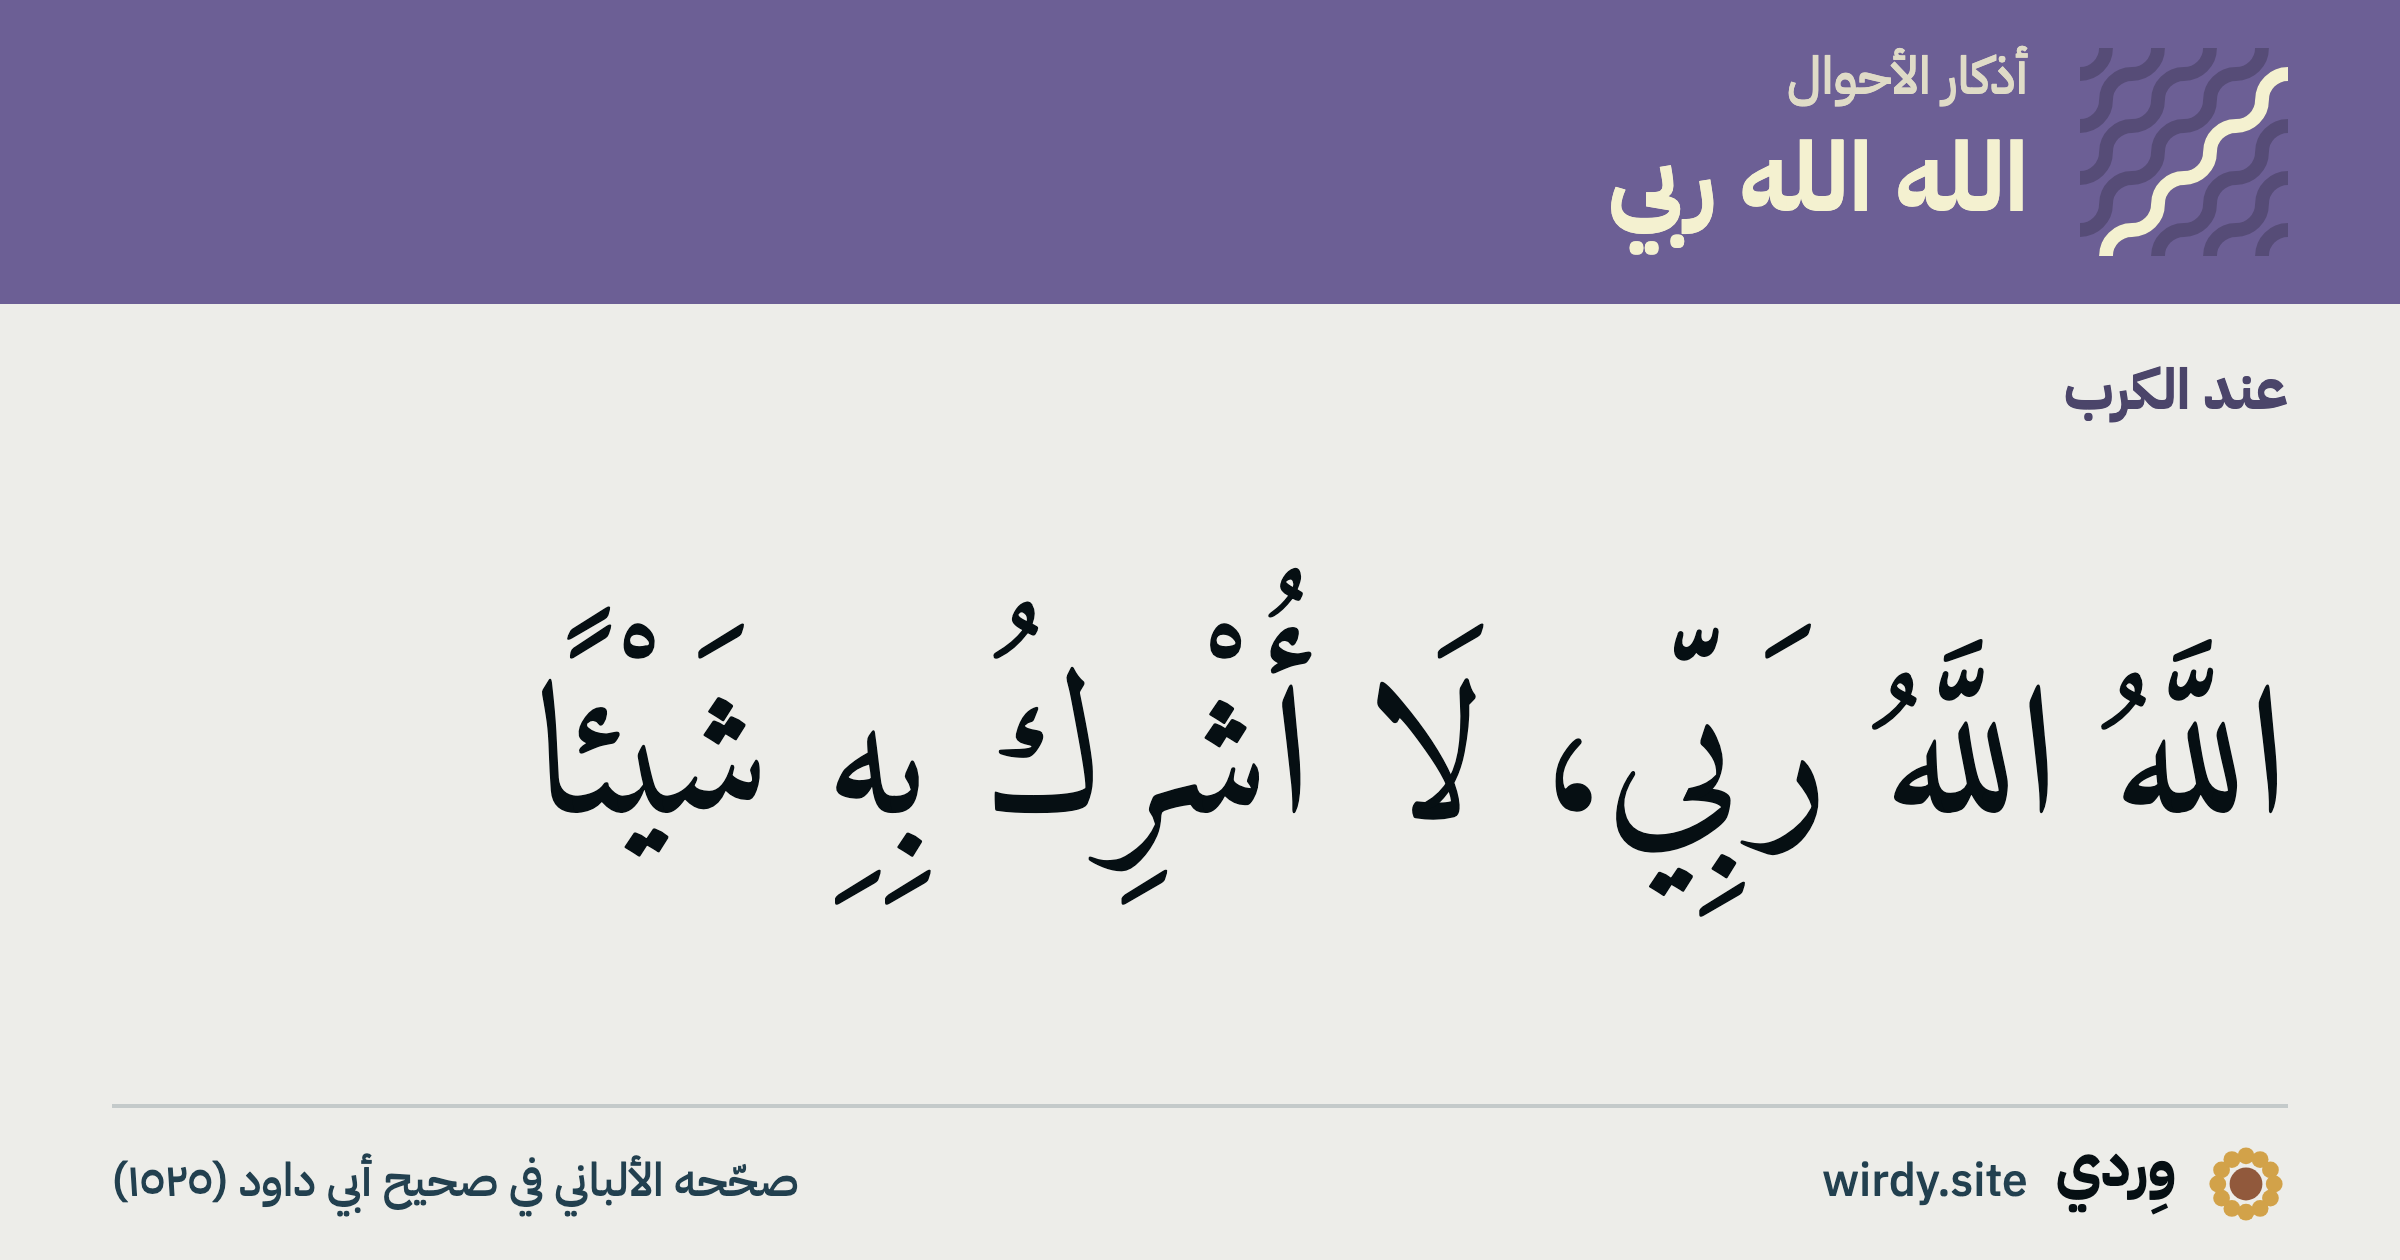 أذكار الأحوال
الله الله ربي
عند الكرب
اللَّهُ اللَّهُ رَبِّي، لَا أُشْرِكُ بِهِ شَيْئًا
وِردي wirdy.site
صحّحه الألباني في صحيح أبي داود (١٥٢٥)